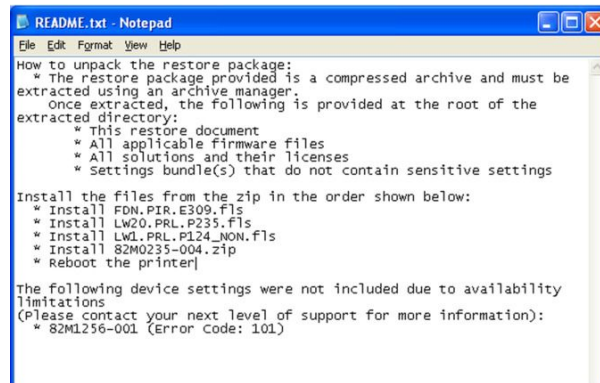 README.txt - Notepad
File Edit Format View Help
How to unpack the restore package:
* The restore package provided is a compressed archive and must be
extracted using an archive manager.
Once extracted, the following is provided at the root of the
extracted directory:
* This restore document
* All applicable firmware files
* All solutions and their licenses
* Settings bundle(s) that do not contain sensitive settings
Install the files from the zip in the order shown below:
* Install FDN.PIR.E309.fls
* Install LW20.PRL.P235.fls
* Install LW1.PRL.P124_NON.fls
* Install 82M0235-004.zip
* Reboot the printer
The following device settings were not included due to availability
limitations
(Please contact your next level of support for more information):
* 82M1256-001 (Error Code: 101)